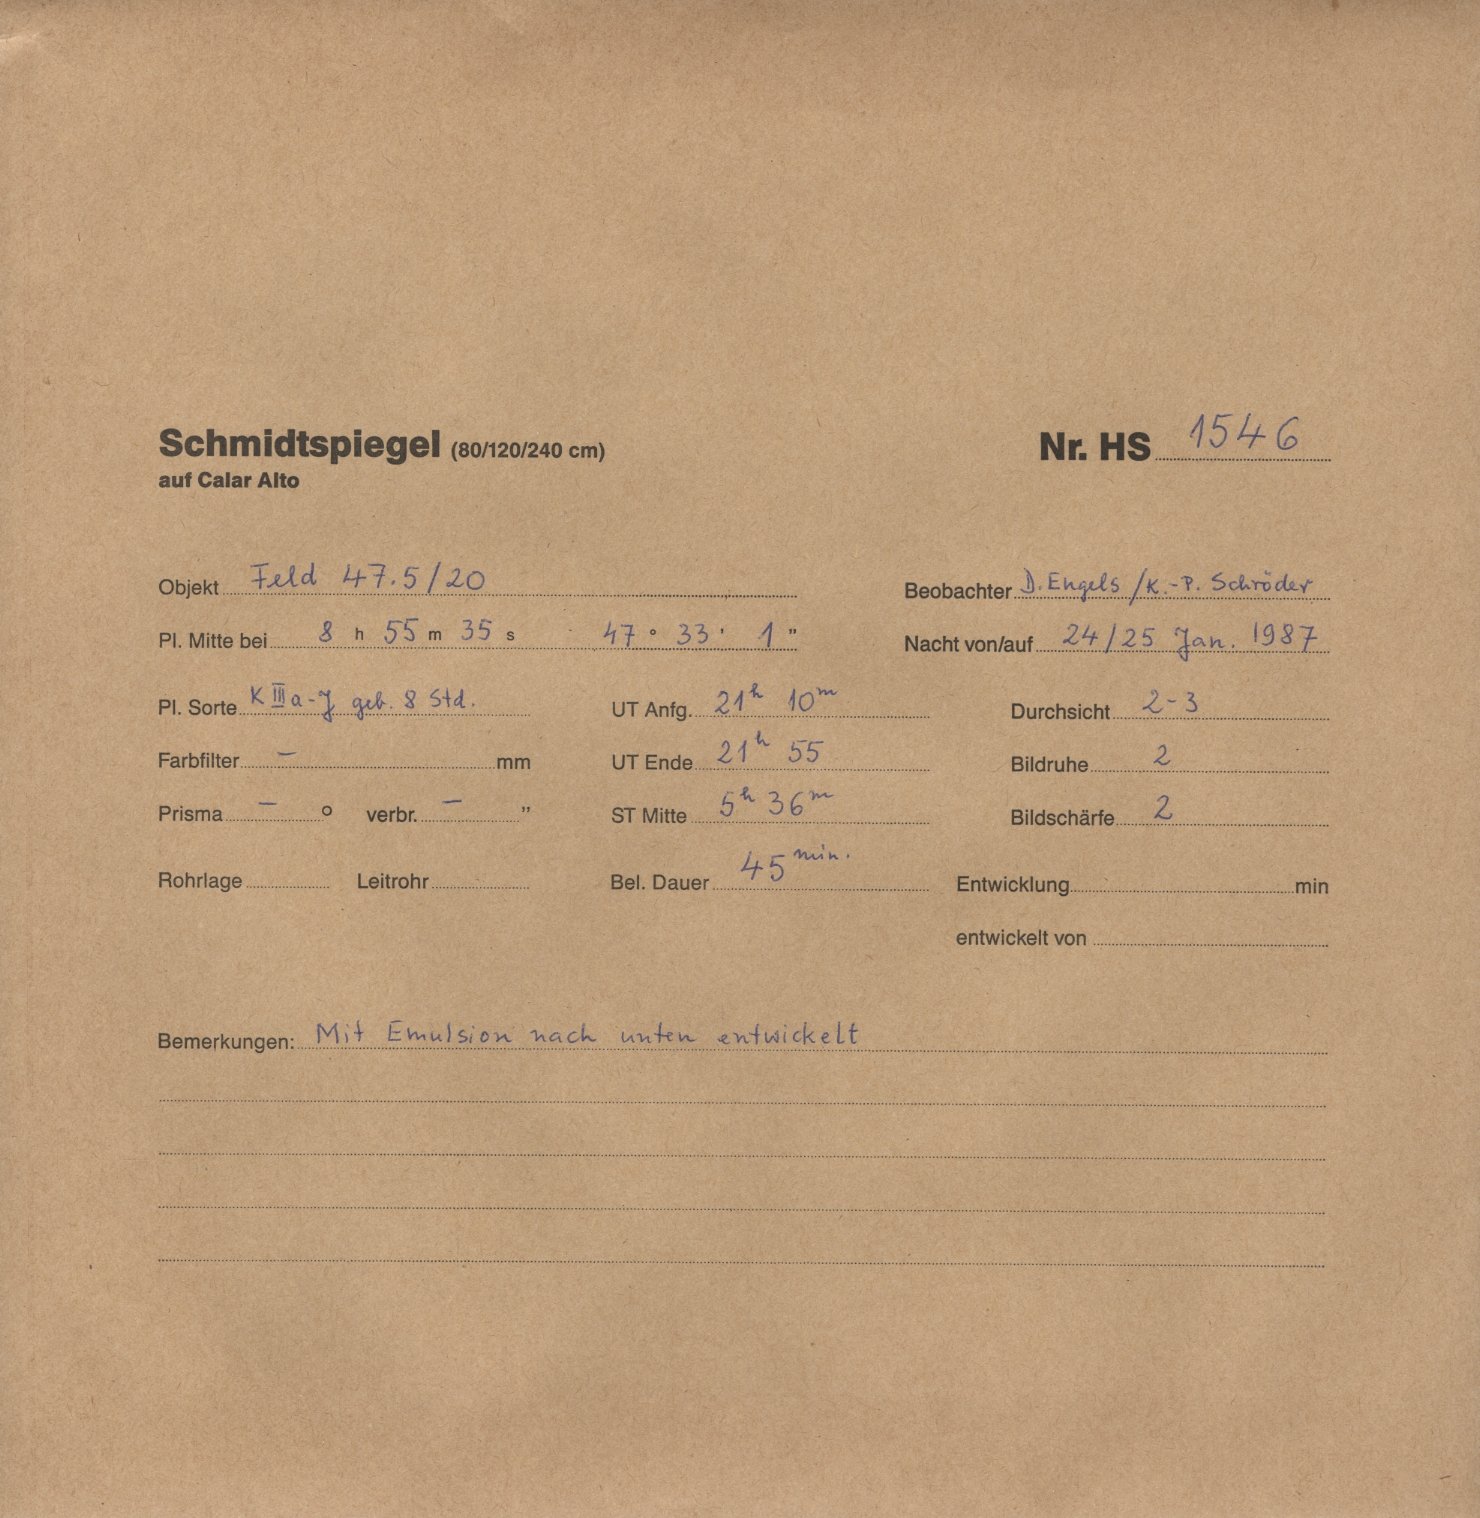 Schmidtspiegel (80/120/240 cm) Nr. HS 1546
auf Calar Alto
Objekt Feld 47.5/20 Beobachter D. Engels / K.-P. Schröder
Pl. Mitte bei 8 h 55 m 35 s 47 ° 33 ' 1 " Nacht von/auf 24/25 Jan. 1987
Pl. Sorte K III a-J geb. 8 Std. UT Anfg. 21h 10m Durchsicht 2-3
Farbfilter – mm UT Ende 21h 55 Bildruhe 2
Prisma – ° verbr. – " ST Mitte 5h 36m Bildschärfe 2
Rohrlage Leitrohr Bel. Dauer 45 min. Entwicklung min
entwickelt von
Bemerkungen: Mit Emulsion nach unten entwickelt